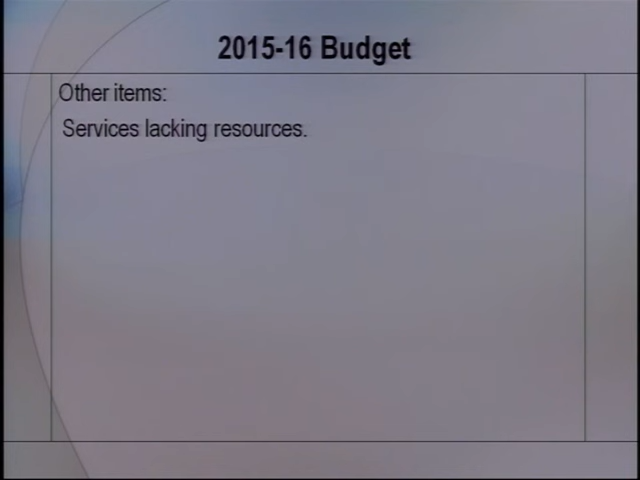 2015-16 Budget
Other items:
Services lacking resources.